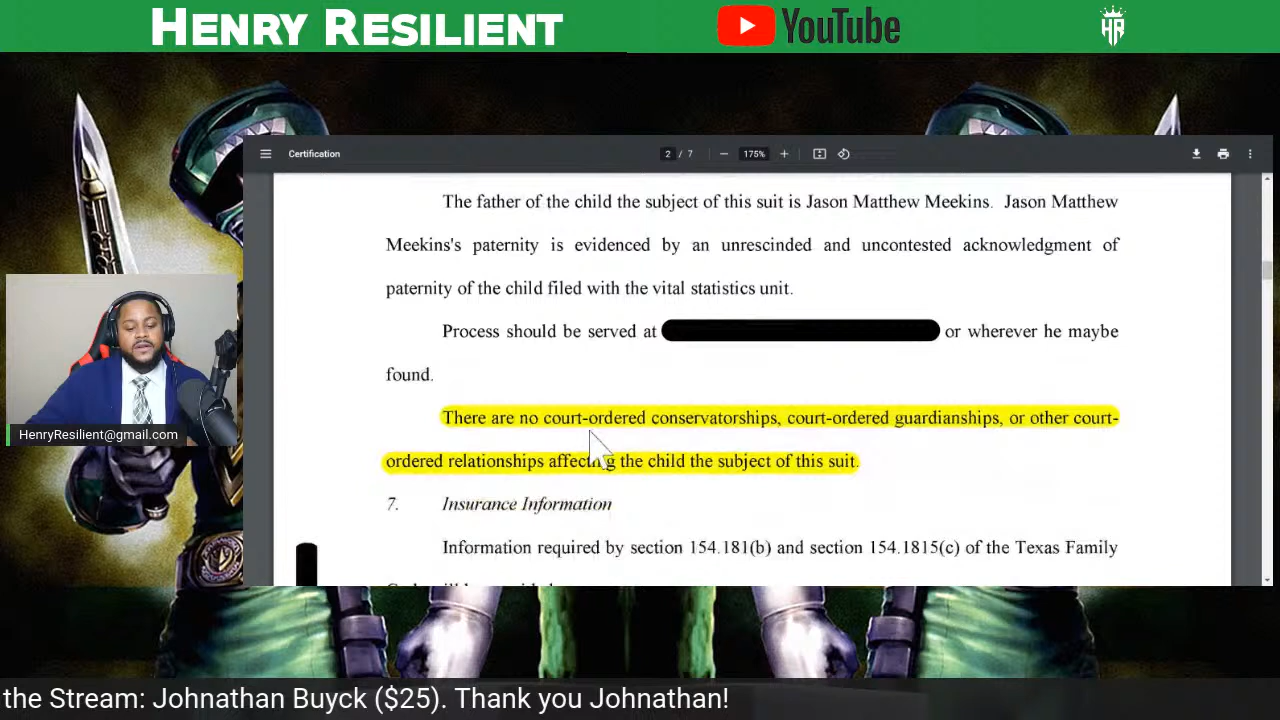 HENRY RESILIENT
YouTube
HR
Certification
2 / 7
175%
The father of the child the subject of this suit is Jason Matthew Meekins. Jason Matthew
Meekins's paternity is evidenced by an unrescinded and uncontested acknowledgment of
paternity of the child filed with the vital statistics unit.
Process should be served at
or wherever he maybe
found.
There are no court-ordered conservatorships, court-ordered guardianships, or other court-
ordered relationships affecting the child the subject of this suit.
7. Insurance Information
Information required by section 154.181(b) and section 154.1815(c) of the Texas Family
HenryResilient@gmail.com
the Stream: Johnathan Buyck ($25). Thank you Johnathan!